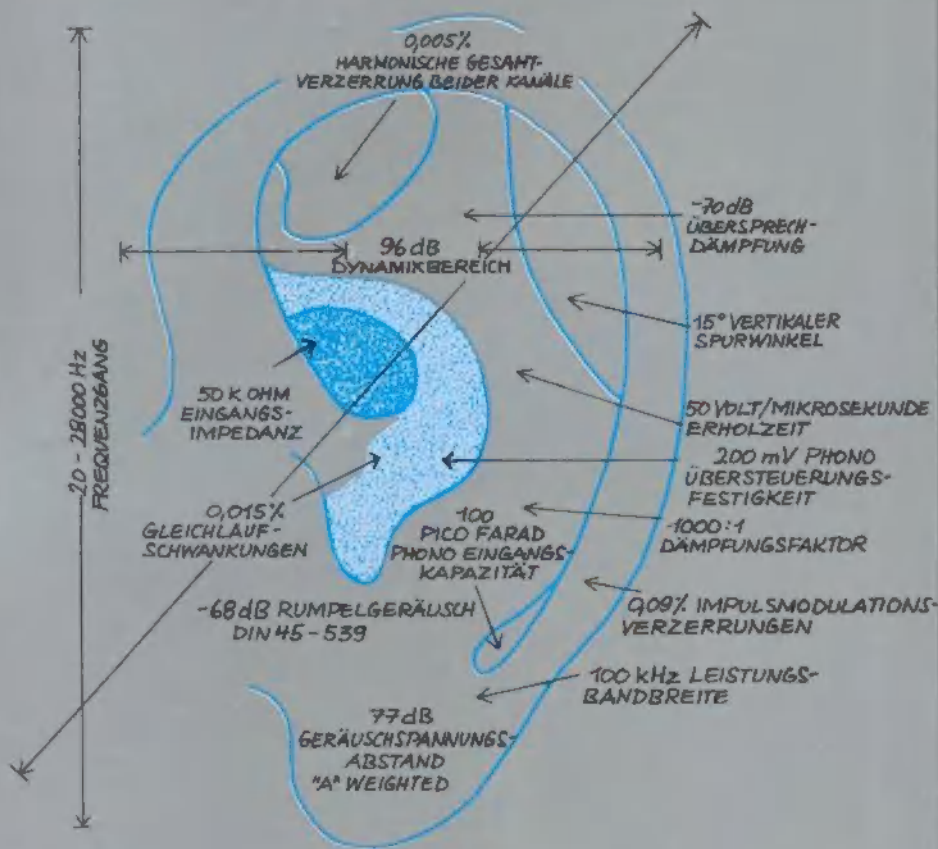 0,005%
HARMONISCHE GESAMT-
VERZERRUNG BEIDER KANÄLE
-70 dB
ÜBERSPRECH-
DÄMPFUNG
96 dB
DYNAMIKBEREICH
15° VERTIKALER
SPURWINKEL
20 - 28000 Hz
FREQUENZGANG
50 K OHM
EINGANGS-
IMPEDANZ
50 VOLT/MIKROSEKUNDE
ERHOLZEIT
200 mV PHONO
ÜBERSTEUERUNGS-
FESTIGKEIT
0,015%
GLEICHLAUF-
SCHWANKUNGEN
100
PICO FARAD
PHONO EINGANGS-
KAPAZITÄT
1000:1
DÄMPFUNGSFAKTOR
-68 dB RUMPELGERÄUSCH
DIN 45-539
0,09% IMPULSMODULATIONS-
VERZERRUNGEN
100 kHz LEISTUNGS-
BANDBREITE
77 dB
GERÄUSCHSPANNUNGS-
ABSTAND
"A" WEIGHTED